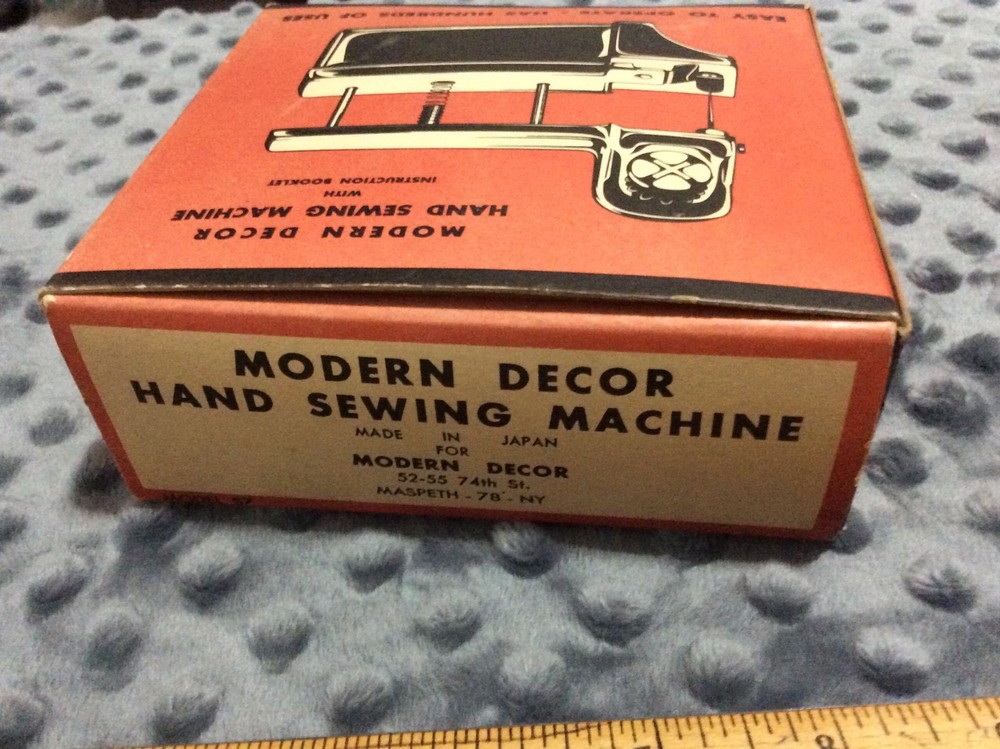 EASY TO OPERATE HAS HUNDREDS OF USES
MODERN DECOR
HAND SEWING MACHINE
WITH
INSTRUCTION BOOKLET
MODERN DECOR
HAND SEWING MACHINE
MADE IN JAPAN
FOR
MODERN DECOR
52-55 74th St.
MASPETH - 78 - NY